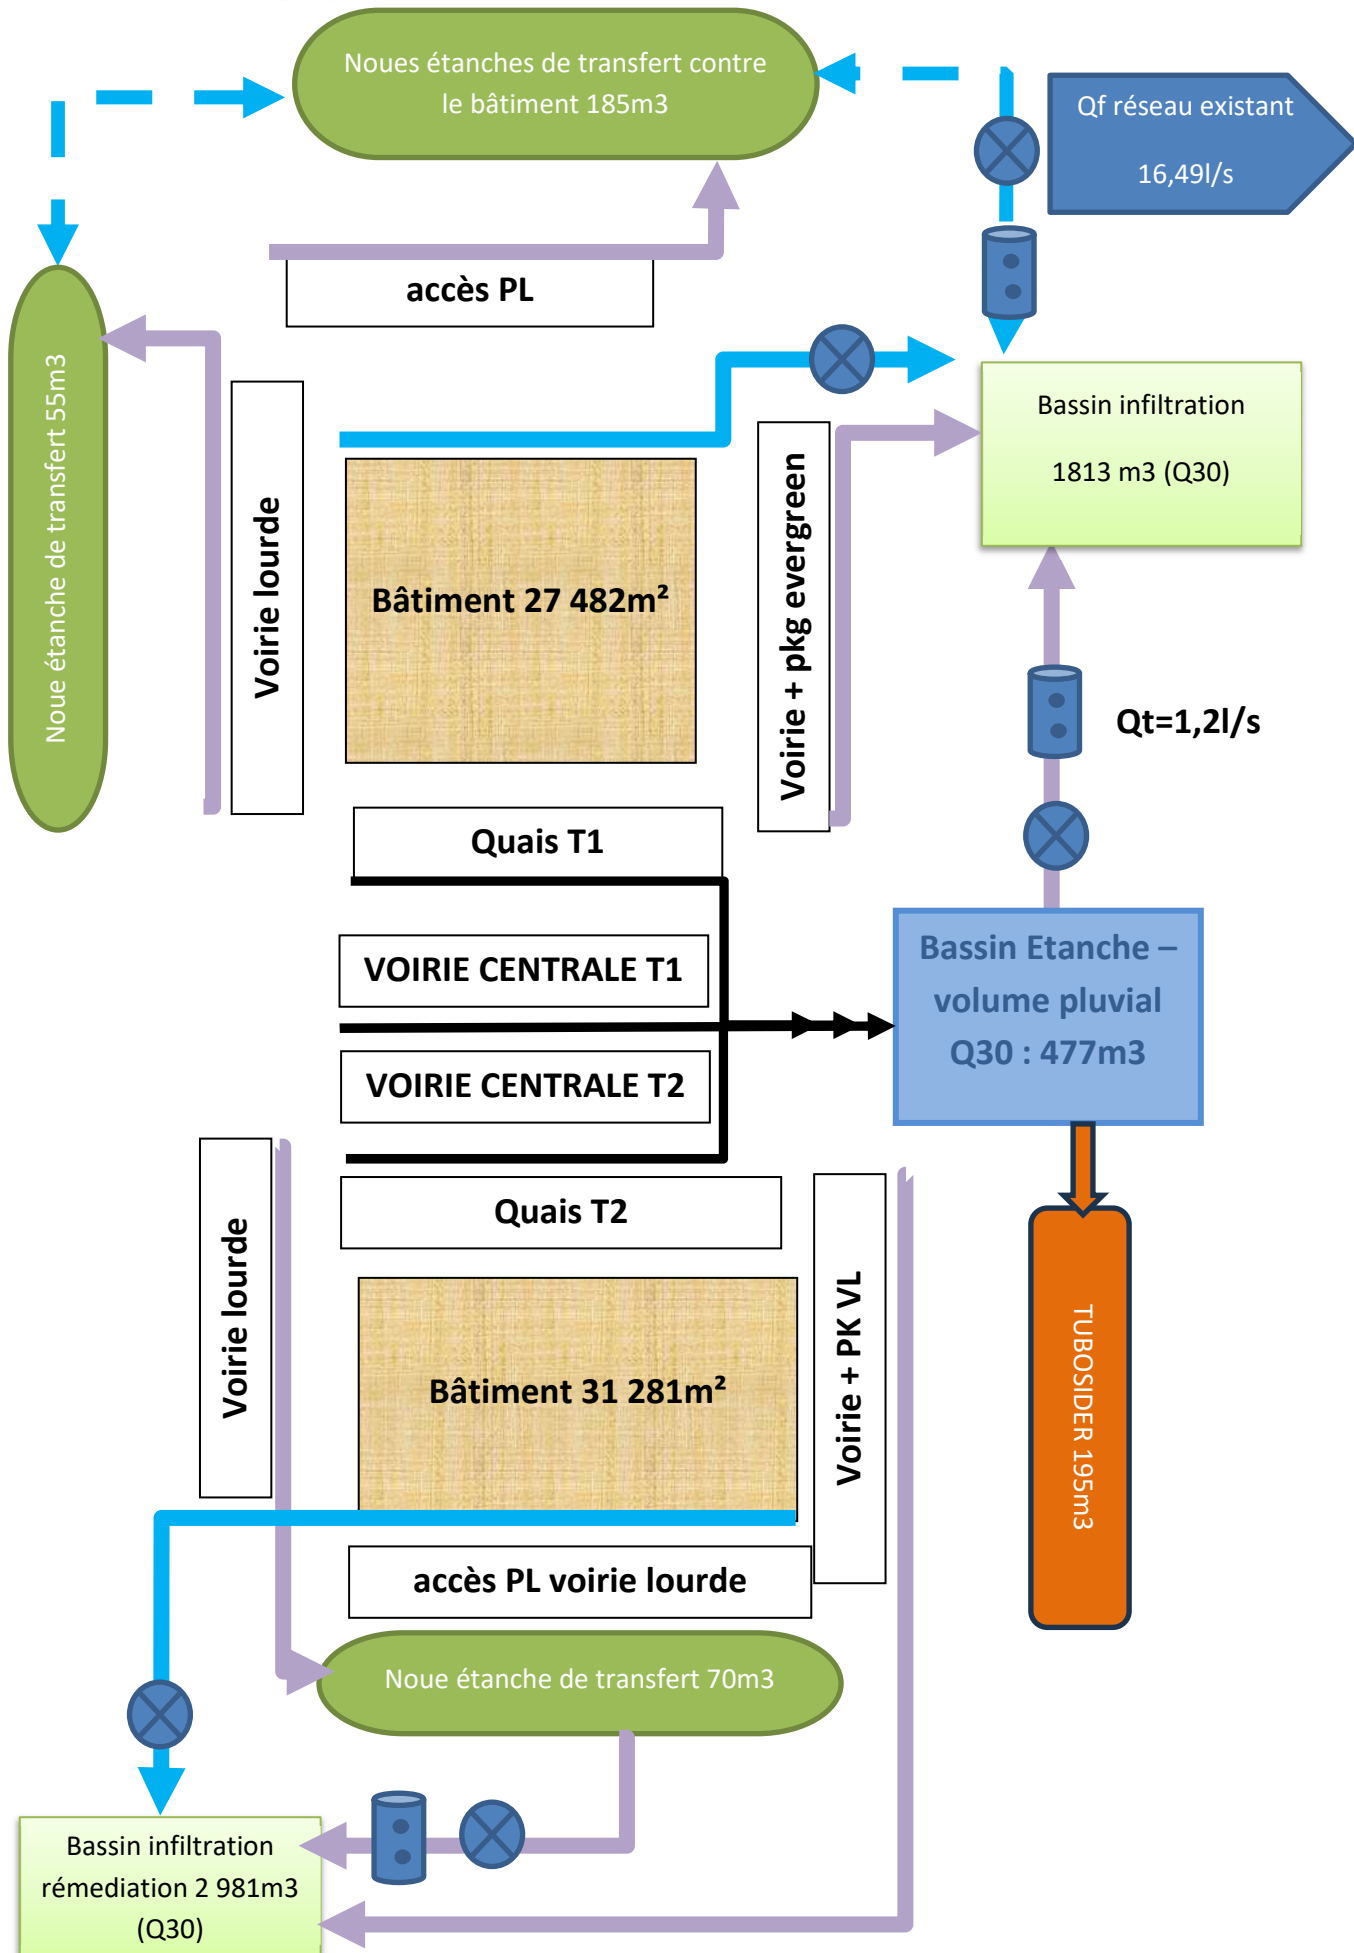 Noues étanches de transfert contre
le bâtiment 185m3
Qf réseau existant
16,49l/s
accès PL
Noue étanche de transfert 55m3
Voirie lourde
Bâtiment 27 482m²
Voirie + pkg evergreen
Bassin infiltration
1813 m3 (Q30)
Qt=1,2l/s
Quais T1
VOIRIE CENTRALE T1
VOIRIE CENTRALE T2
Quais T2
Bassin Etanche –
volume pluvial
Q30 : 477m3
Voirie lourde
Bâtiment 31 281m²
Voirie + PK VL
TUBOSIDER 195m3
accès PL voirie lourde
Noue étanche de transfert 70m3
Bassin infiltration
rémediation 2 981m3
(Q30)